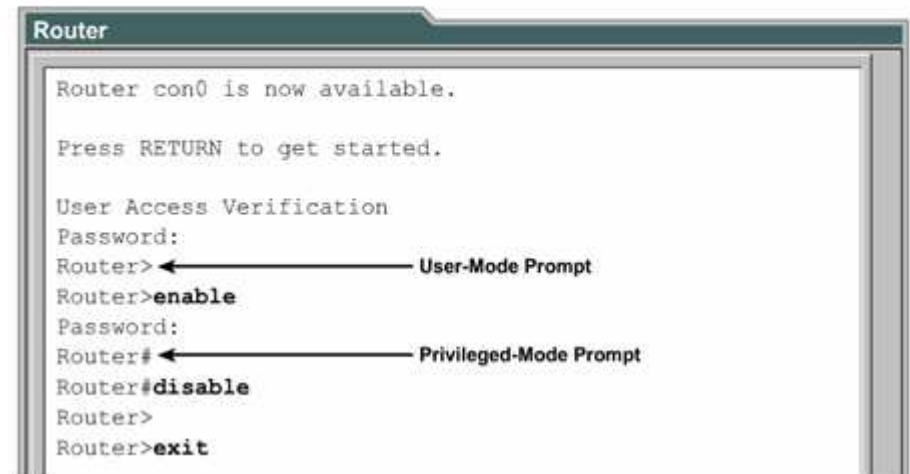 Router
Router con0 is now available.
Press RETURN to get started.
User Access Verification
Password:
Router> User-Mode Prompt
Router>enable
Password:
Router# Privileged-Mode Prompt
Router#disable
Router>
Router>exit